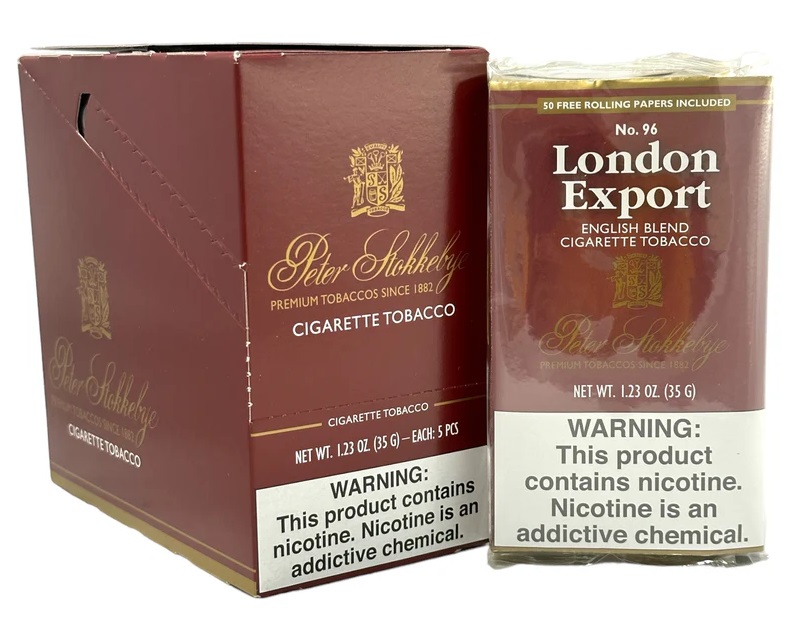 Peter Stokkebye
PREMIUM TOBACCOS SINCE 1882
CIGARETTE TOBACCO
Peter Stokkebye
PREMIUM TOBACCOS SINCE 1882
CIGARETTE TOBACCO
CIGARETTE TOBACCO
NET WT. 1.23 OZ. (35 G) – EACH: 5 PCS
WARNING:
This product contains
nicotine. Nicotine is an
addictive chemical.
50 FREE ROLLING PAPERS INCLUDED
No. 96
London
Export
ENGLISH BLEND
CIGARETTE TOBACCO
Peter Stokkebye
PREMIUM TOBACCOS SINCE 1882
NET WT. 1.23 OZ. (35 G)
WARNING:
This product
contains nicotine.
Nicotine is an
addictive chemical.